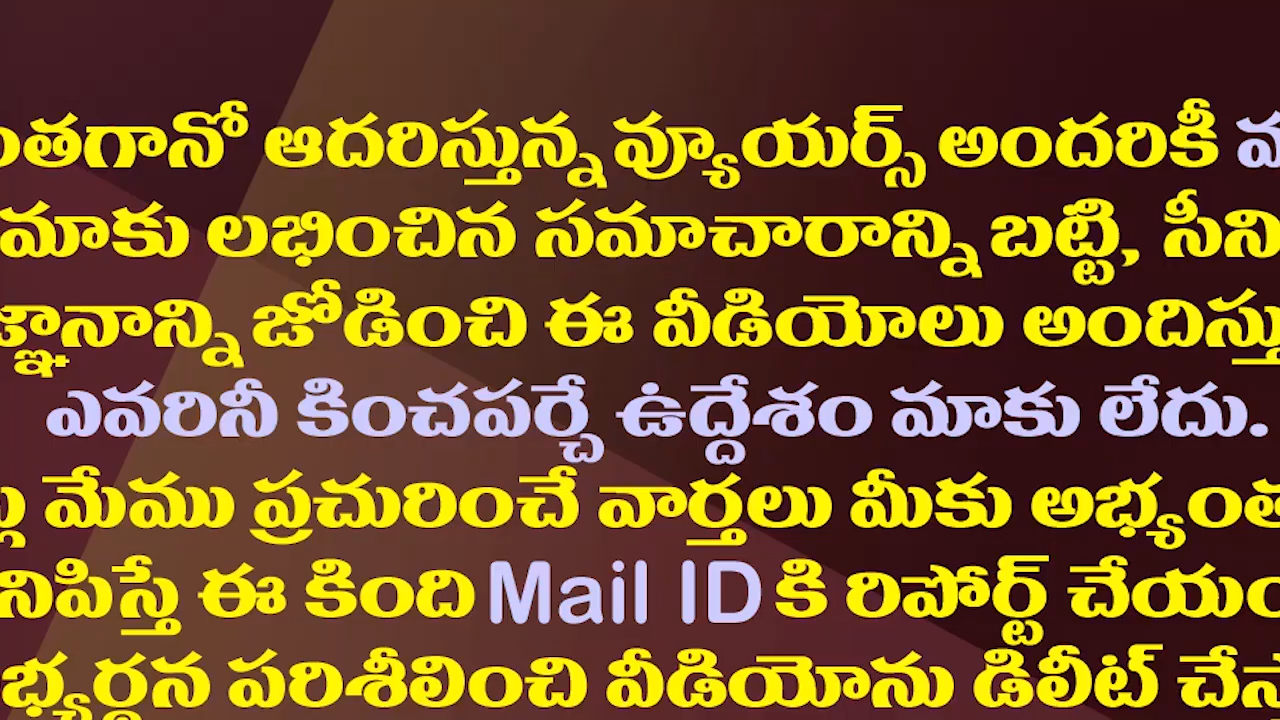 ంతగానో ఆదరిస్తున్న వ్యూయర్స్ అందరికీ
మాకు లభించిన సమాచారాన్ని బట్టి, సీని
జ్ఞానాన్ని జోడించి ఈ వీడియోలు అందిస్తు
ఎవరినీ కించపర్చే ఉద్దేశం మాకు లేదు.
మేము ప్రచురించే వార్తలు మీకు అభ్యంత
నిపిస్తే ఈ కింది Mail ID కి రిపోర్ట్ చేయం
భ్యర్థన పరిశీలించి వీడియోను డిలీట్ చేస